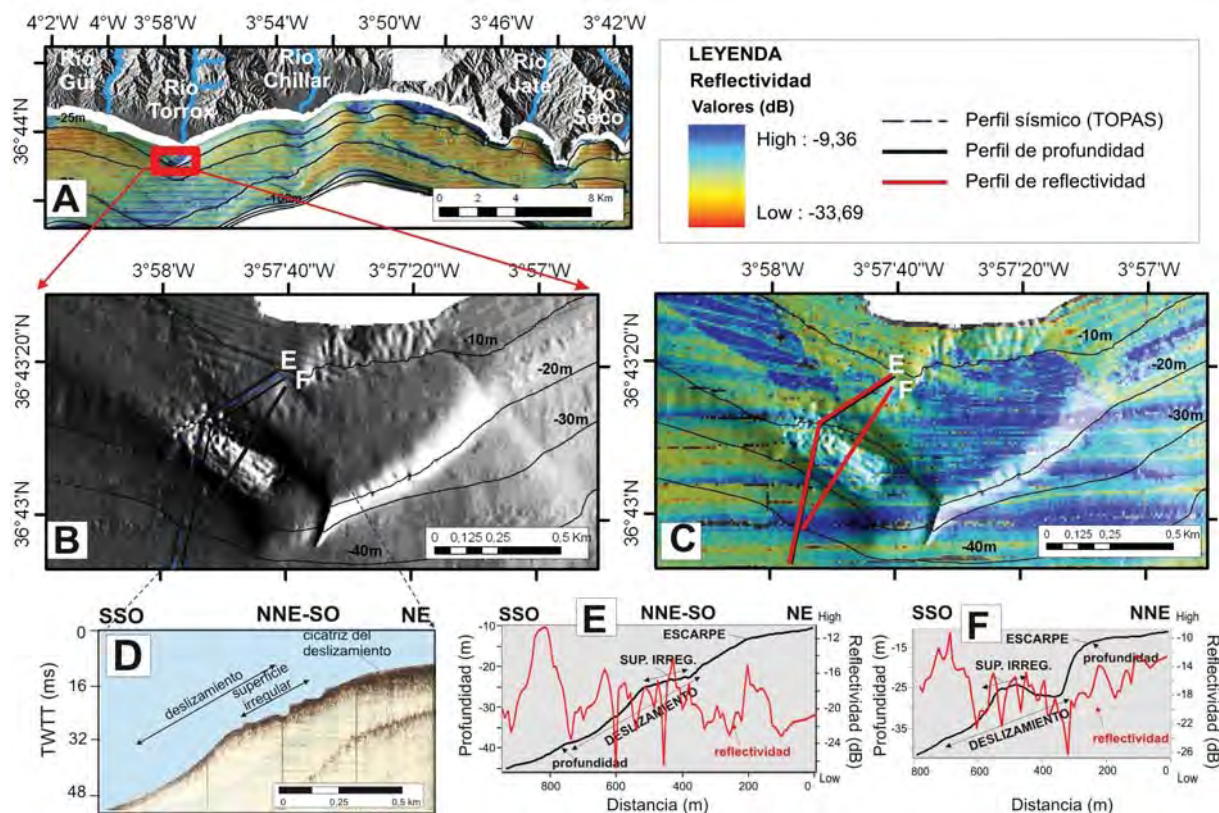 4°2'W 4°W 3°58'W 3°54'W 3°50'W 3°46'W 3°42'W
36°44'N
Río Güi
Río Torrox
Río Chillar
Río Jate
Río Seco
-25m
A
0 2 4 8 Km
LEYENDA
Reflectividad
Valores (dB)
High : -9,36
Low : -33,69
Perfil sísmico (TOPAS)
Perfil de profundidad
Perfil de reflectividad
3°58'W 3°57'40W 3°57'20W 3°57'W
36°43'20"N
36°43'N
E
F
-10m
-20m
-30m
-40m
B
0 0,125 0,25 0,5 Km
3°58'W 3°57'40W 3°57'20W 3°57'W
36°43'20"N
36°43'N
E
F
-10m
-20m
-30m
-40m
C
0 0,125 0,25 0,5 Km
SSO NNE-SO NE
D
TWTT (ms)
0
16
32
48
cicatriz del
deslizamiento
deslizamiento
superficie
irregular
0 0,25 0,5 Km
SSO E NNE-SO NE
Profundidad (m)
-10
-20
-30
-40
ESCARPE
SUP. IRREG.
DESLIZAMIENTO
profundidad
reflectividad
High
-12
-14
-16
-18
-20
-22
Low
Reflectividad (dB)
800 600 400 200 0
Distancia (m)
SSO F NNE
Profundidad (m)
-15
-25
-35
ESCARPE
profundidad
SUP. IRREG.
DESLIZAMIENTO
reflectividad
High
-10
-12
-14
-16
-18
-20
-22
-24
-26
Low
Reflectividad (dB)
800 600 400 200 0
Distancia (m)